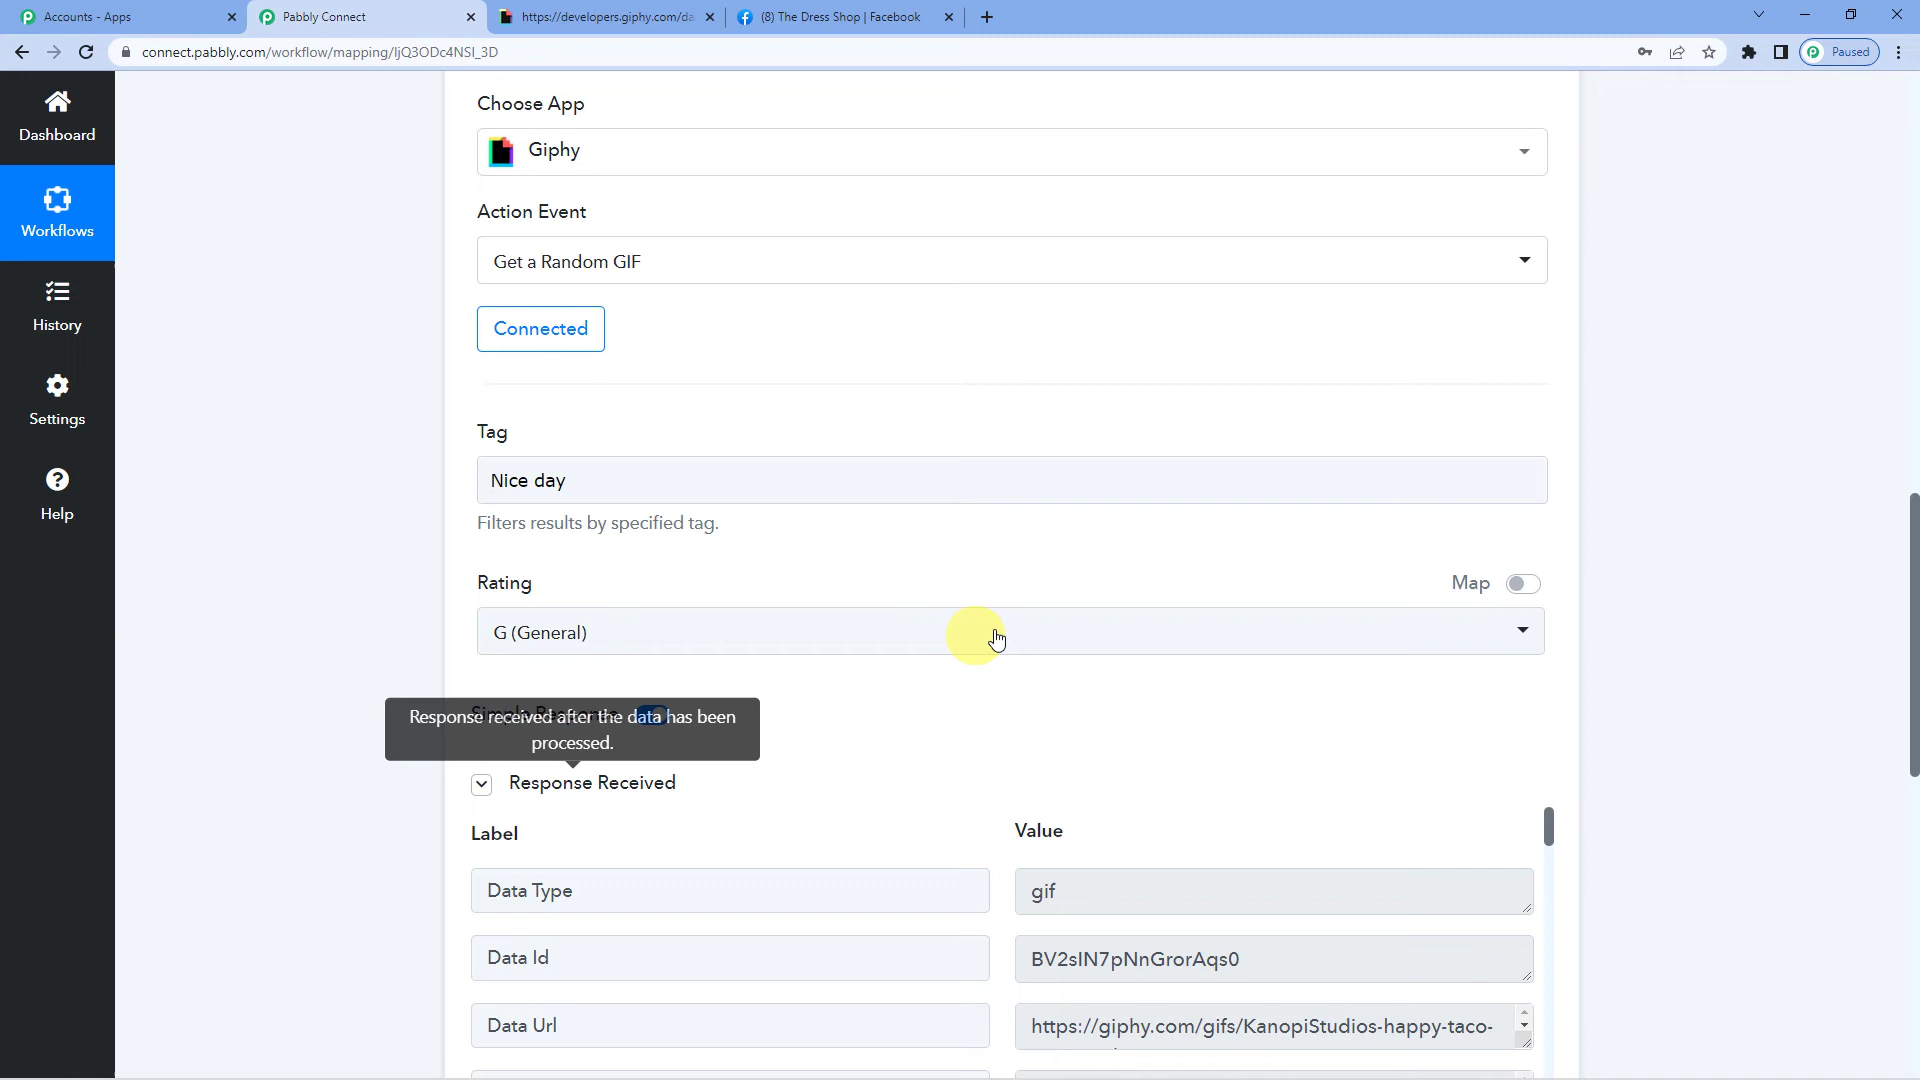 Accounts - Apps
Pabbly Connect
https://developers.giphy.com/da
(8) The Dress Shop | Facebook
connect.pabbly.com/workflow/mapping/IjQ3ODc4NSI_3D
Paused
Dashboard
Workflows
History
Settings
Help
Choose App
Giphy
Action Event
Get a Random GIF
Connected
Tag
Nice day
Filters results by specified tag.
Rating
Map
G (General)
Response received after the data has been
processed.
Response Received
Label
Value
Data Type
gif
Data Id
BV2sIN7pNnGrorAqs0
Data Url
https://giphy.com/gifs/KanopiStudios-happy-taco-